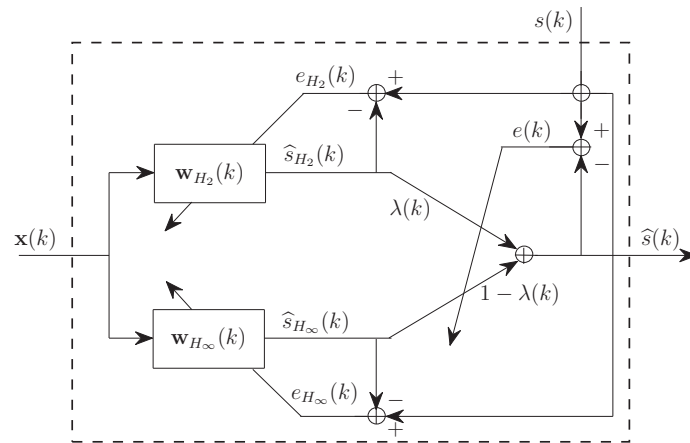 s(k)
e_{H_2}(k)
+
+
−
e(k)
−
ŝ_{H_2}(k)
w_{H_2}(k)
λ(k)
x(k)
ŝ(k)
1 − λ(k)
ŝ_{H_∞}(k)
w_{H_∞}(k)
e_{H_∞}(k)
−
+